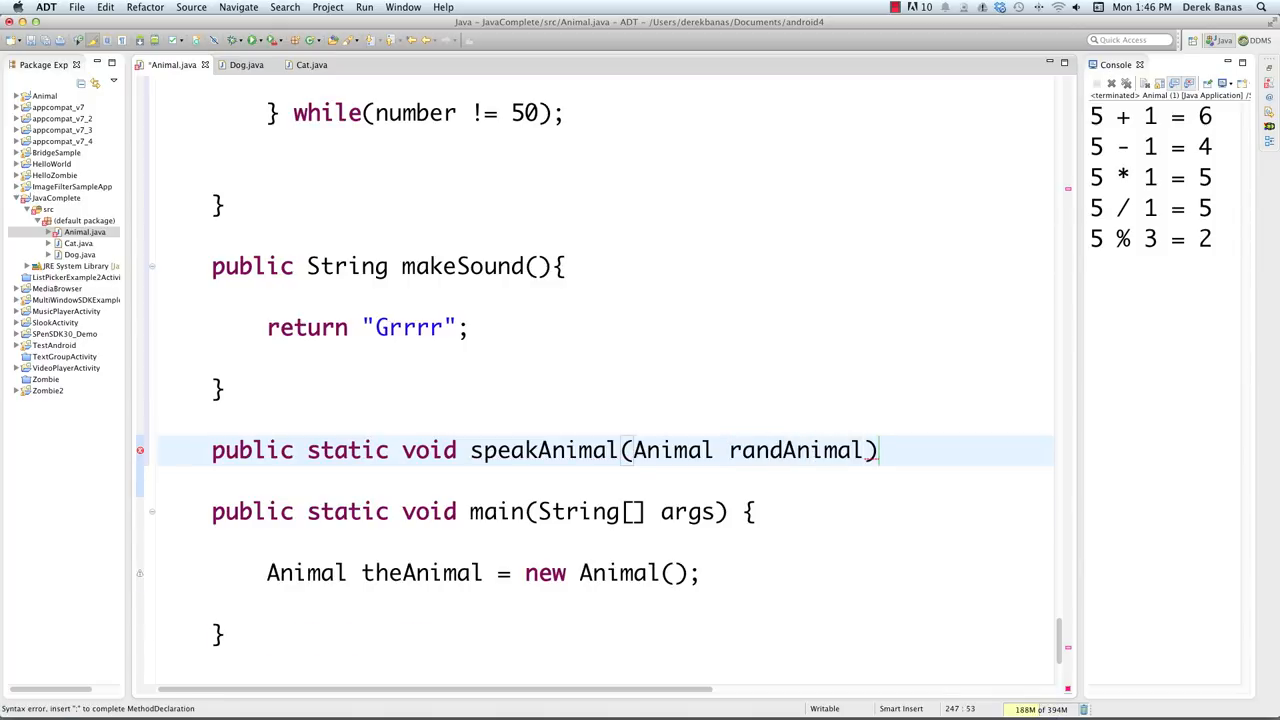 ADT File Edit Refactor Source Navigate Search Project Run Window Help 10 Mon 1:46 PM Derek Banas
Java – JavaComplete/src/Animal.java – ADT – /Users/derekbanas/Documents/android4
Quick Access Java DDMS
Package Exp
Animal
appcompat_v7
appcompat_v7_2
appcompat_v7_3
appcompat_v7_4
BridgeSample
HelloWorld
HelloZombie
ImageFilterSampleApp
JavaComplete
src
(default package)
Animal.java
Cat.java
Dog.java
JRE System Library [Ja
ListPickerExample2Activi
MediaBrowser
MultiWindowSDKExample
MusicPlayerActivity
SlookActivity
SPenSDK30_Demo
TestAndroid
TextGroupActivity
VideoPlayerActivity
Zombie
Zombie2
*Animal.java Dog.java Cat.java
} while(number != 50);
}
public String makeSound(){
return "Grrrr";
}
public static void speakAnimal(Animal randAnimal)
public static void main(String[] args) {
Animal theAnimal = new Animal();
}
Console
<terminated> Animal (1) [Java Application] /S
5 + 1 = 6
5 - 1 = 4
5 * 1 = 5
5 / 1 = 5
5 % 3 = 2
Syntax error, insert ";" to complete MethodDeclaration Writable Smart Insert 247 : 53 188M of 394M